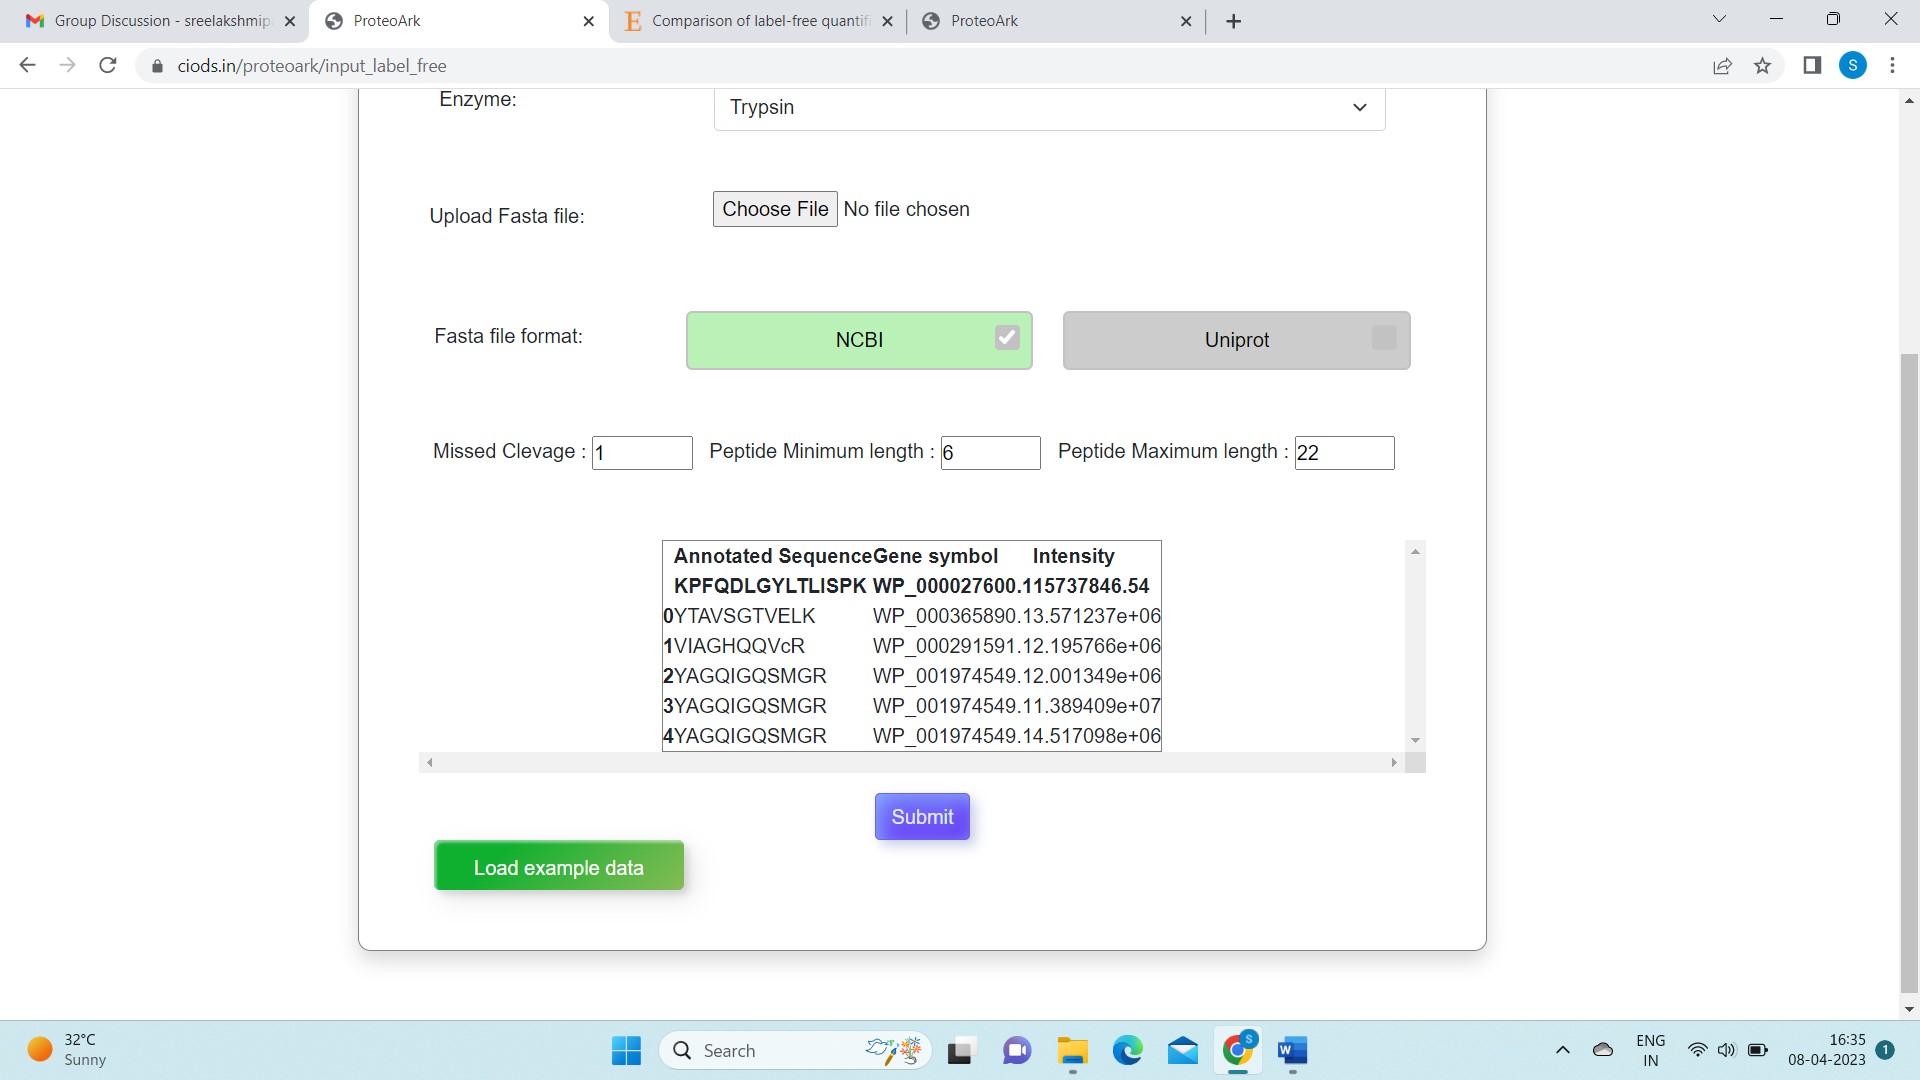 Group Discussion - sreelakshmip
ProteoArk
Comparison of label-free quantif
ProteoArk
ciods.in/proteoark/input_label_free
S
Enzyme:
Trypsin
Upload Fasta file:
Choose File No file chosen
Fasta file format:
NCBI
Uniprot
Missed Clevage : 1 Peptide Minimum length : 6 Peptide Maximum length : 22
Annotated Sequence Gene symbol Intensity
KPFQDLGYLTLISPK WP_000027600.1 15737846.54
0 YTAVSGTVELK WP_000365890.1 3.571237e+06
1 VIAGHQQVcR WP_000291591.1 2.195766e+06
2 YAGQIGQSMGR WP_001974549.1 2.001349e+06
3 YAGQIGQSMGR WP_001974549.1 1.389409e+07
4 YAGQIGQSMGR WP_001974549.1 4.517098e+06
Submit
Load example data
32°C
Sunny
Search
ENG
IN
16:35
08-04-2023
1